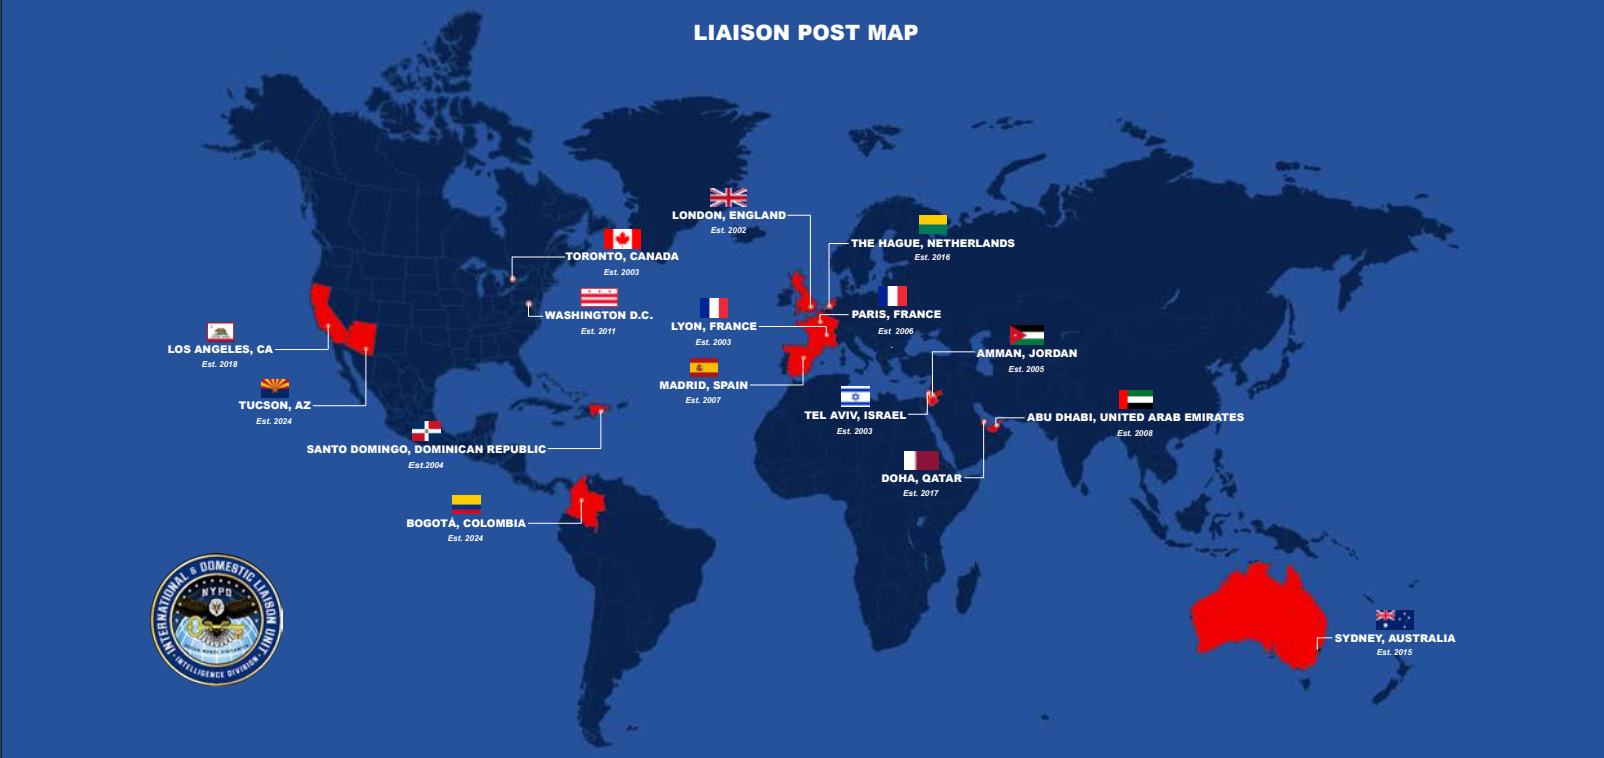 LIAISON POST MAP
LONDON, ENGLAND
Est. 2002
THE HAGUE, NETHERLANDS
Est. 2016
TORONTO, CANADA
Est. 2003
WASHINGTON D.C.
Est. 2011
LYON, FRANCE
Est. 2003
PARIS, FRANCE
Est 2006
LOS ANGELES, CA
Est. 2018
AMMAN, JORDAN
Est. 2005
MADRID, SPAIN
Est. 2007
TUCSON, AZ
Est. 2024
TEL AVIV, ISRAEL
Est. 2003
ABU DHABI, UNITED ARAB EMIRATES
Est. 2008
SANTO DOMINGO, DOMINICAN REPUBLIC
Est.2004
DOHA, QATAR
Est. 2017
BOGOTÁ, COLOMBIA
Est. 2024
INTERNATIONAL & DOMESTIC LIAISON UNIT
NYPD
INTELLIGENCE DIVISION
SYDNEY, AUSTRALIA
Est. 2015